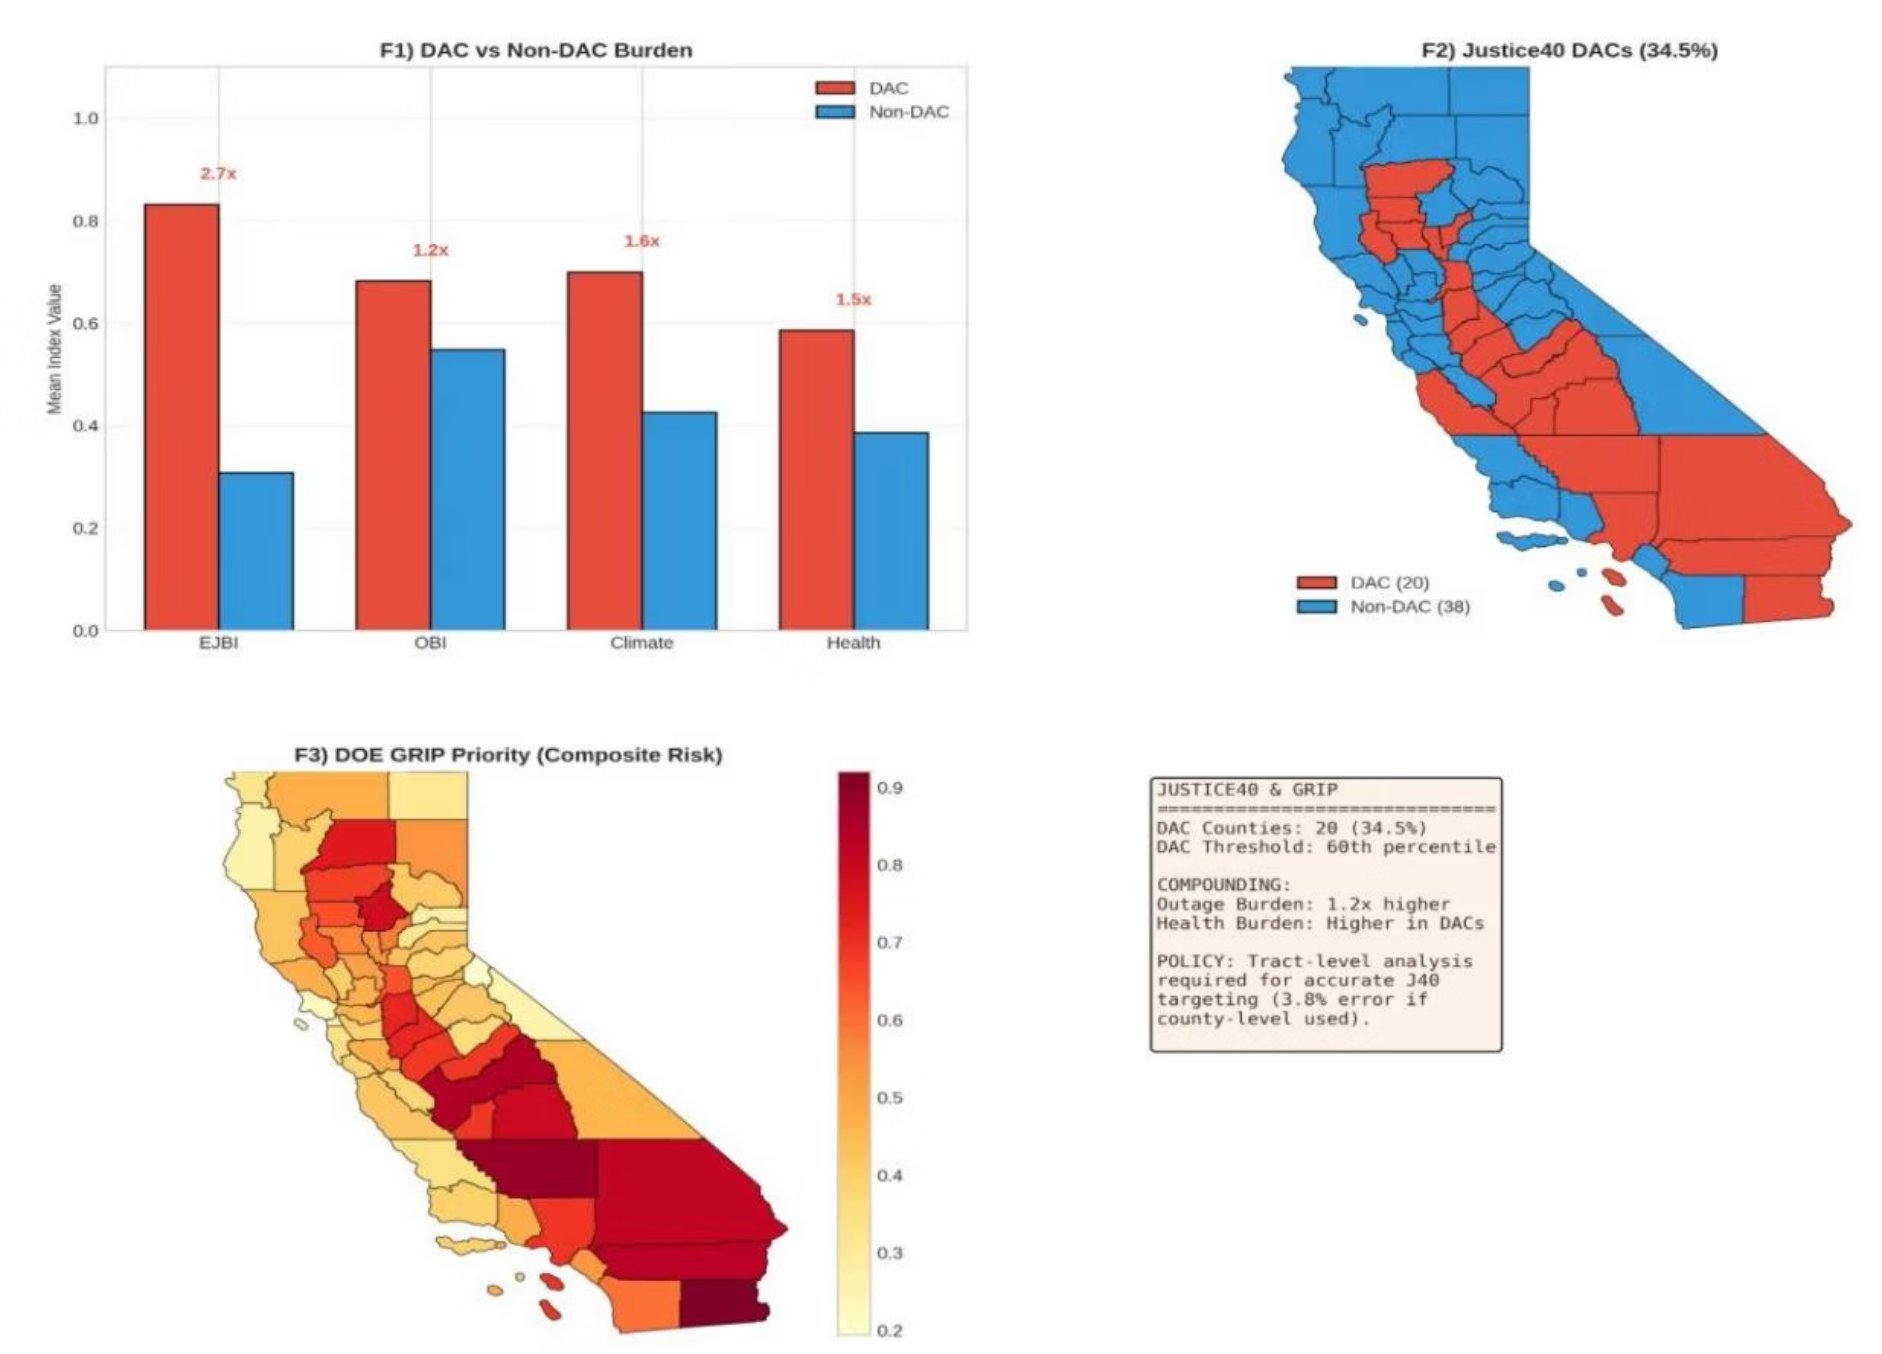 F1) DAC vs Non-DAC Burden
DAC
Non-DAC
1.0
0.8
0.6
0.4
0.2
0.0
Mean Index Value
2.7x
1.2x
1.6x
1.5x
EJBI
OBI
Climate
Health
F2) Justice40 DACs (34.5%)
DAC (20)
Non-DAC (38)
F3) DOE GRIP Priority (Composite Risk)
0.9
0.8
0.7
0.6
0.5
0.4
0.3
0.2
JUSTICE40 & GRIP
==============================
DAC Counties: 20 (34.5%)
DAC Threshold: 60th percentile
COMPOUNDING:
Outage Burden: 1.2x higher
Health Burden: Higher in DACs
POLICY: Tract-level analysis
required for accurate J40
targeting (3.8% error if
county-level used).